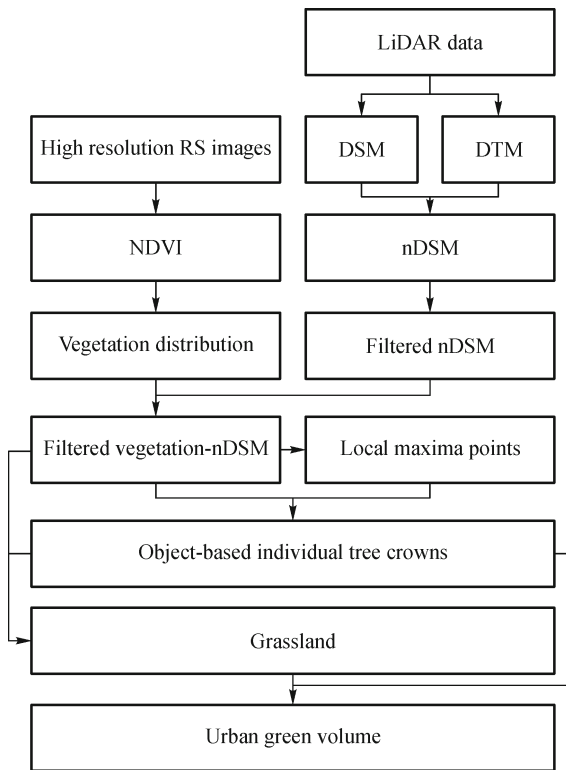 LiDAR data
High resolution RS images
DSM
DTM
NDVI
nDSM
Vegetation distribution
Filtered nDSM
Filtered vegetation-nDSM
Local maxima points
Object-based individual tree crowns
Grassland
Urban green volume